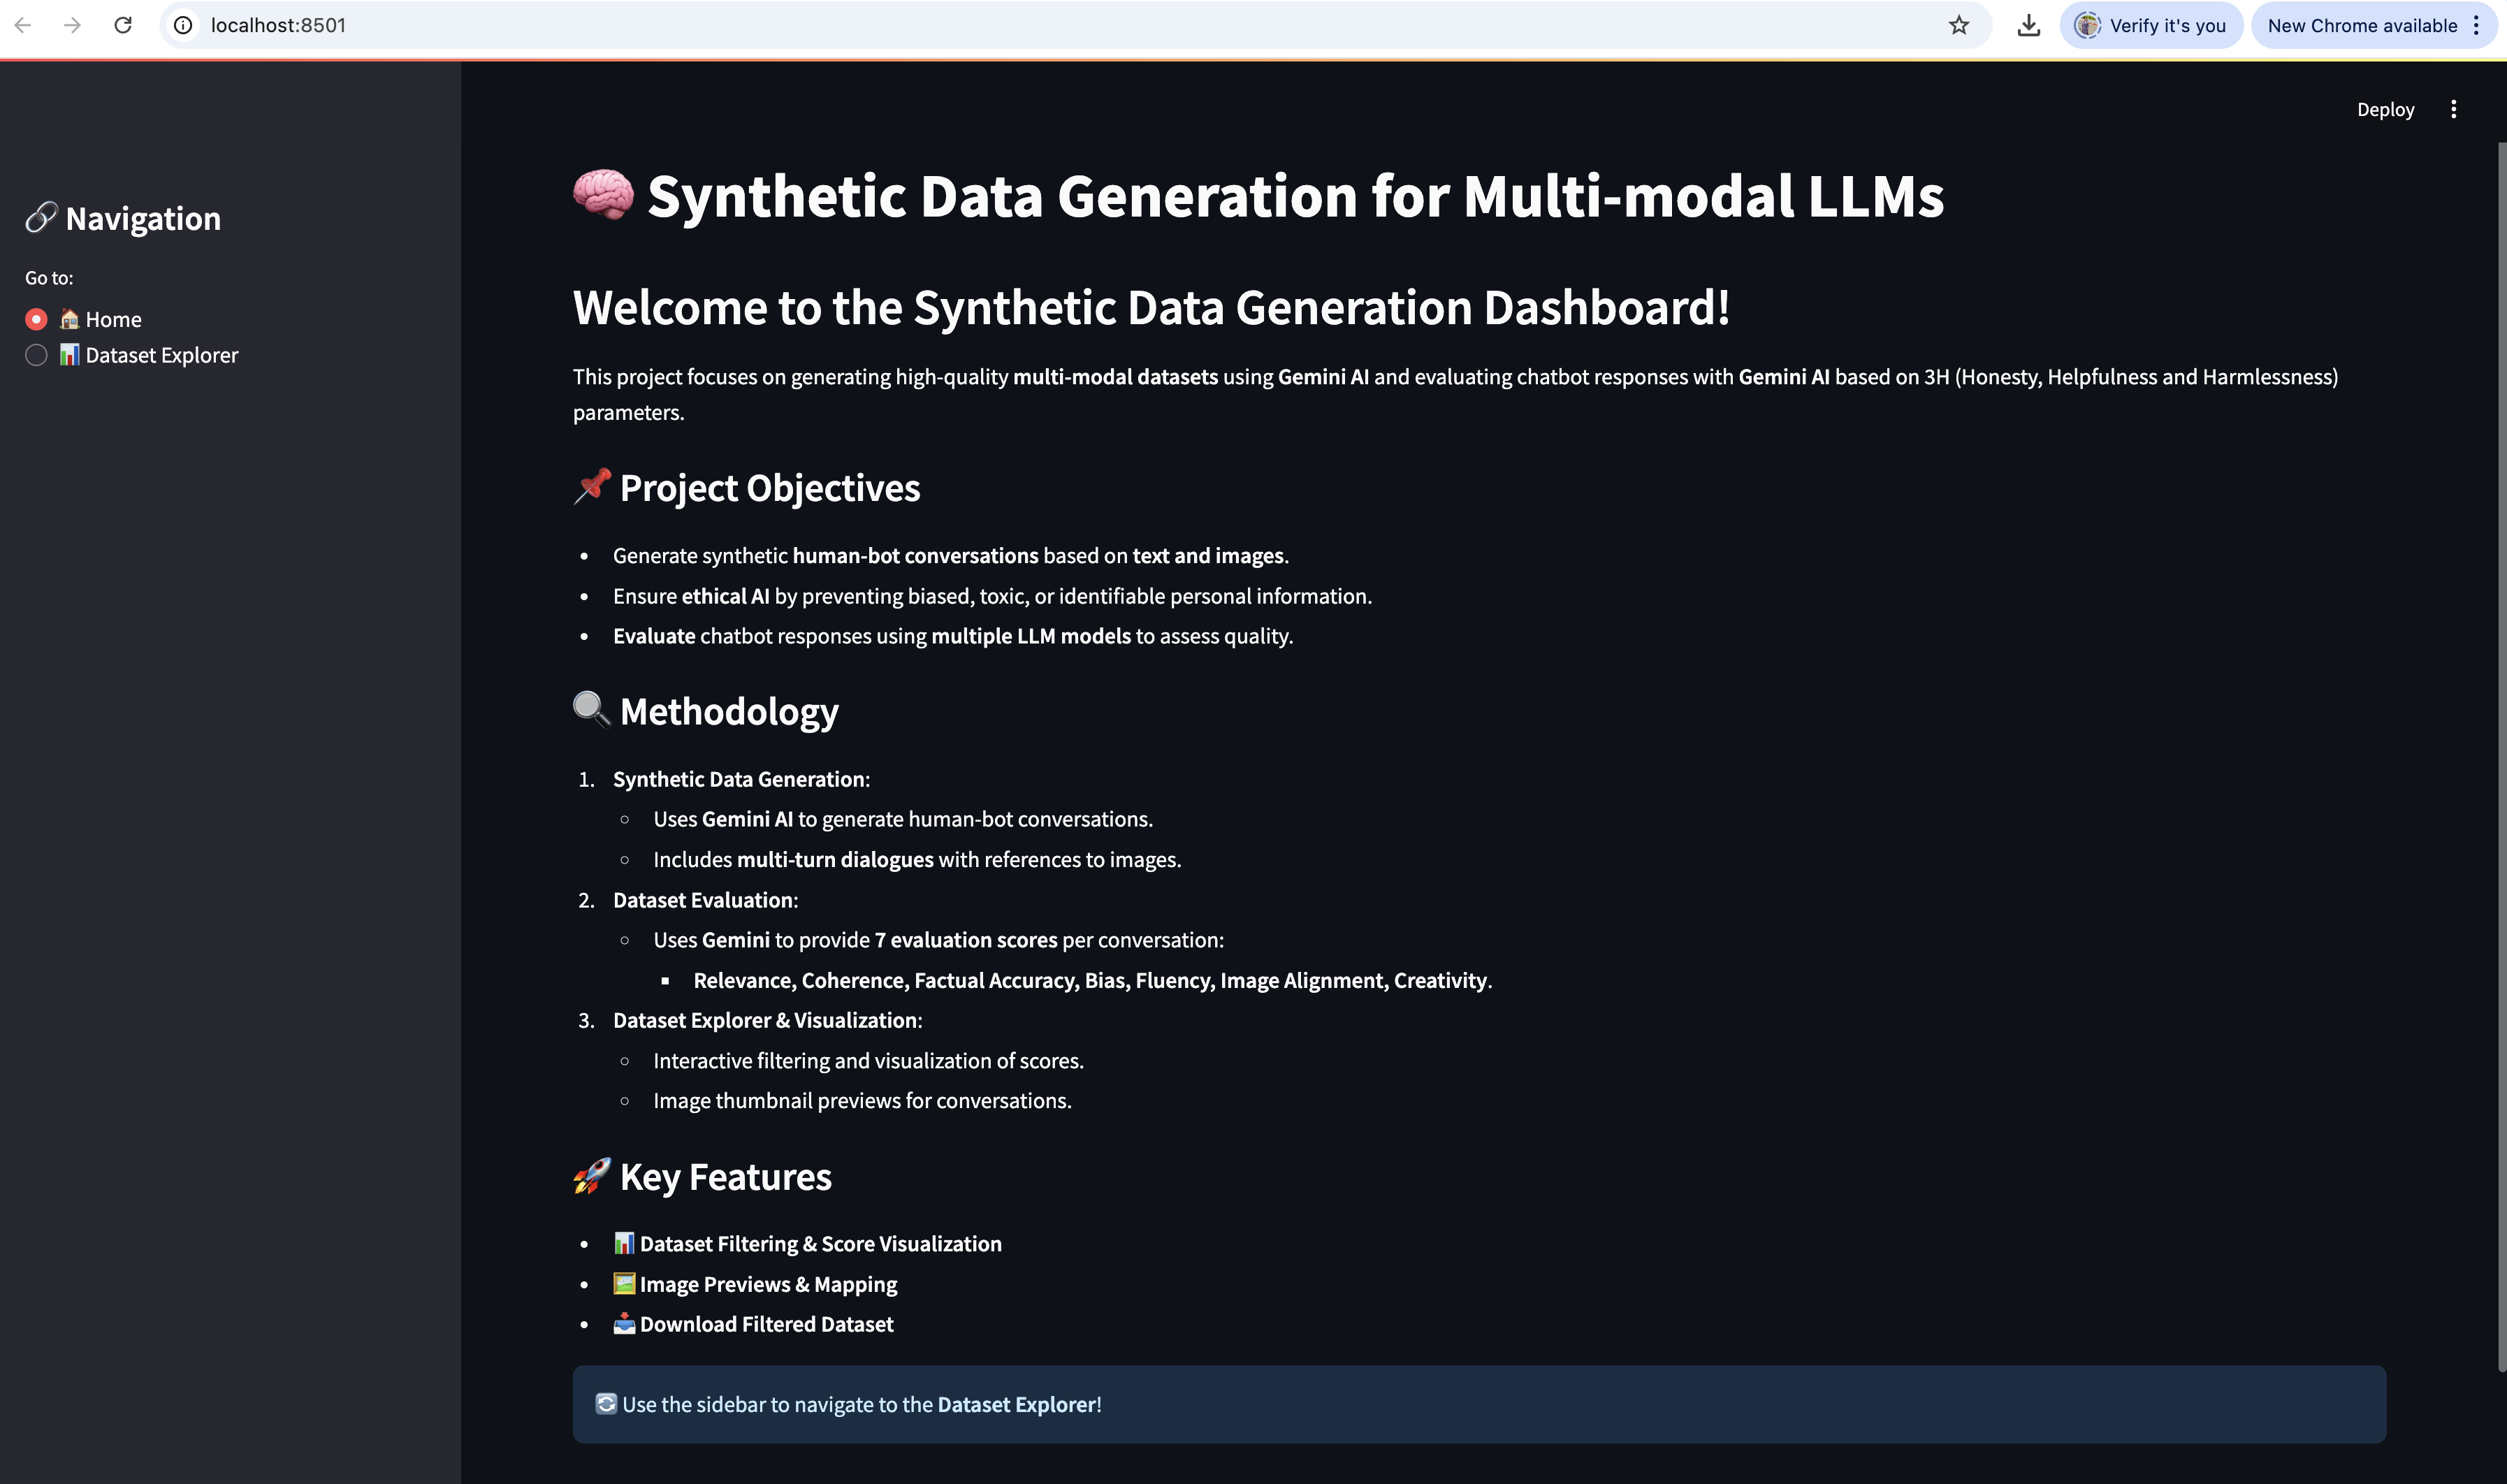 localhost:8501
Verify it's you
New Chrome available
Deploy
🔗 Navigation
Go to:
🏠 Home
📊 Dataset Explorer
🧠 Synthetic Data Generation for Multi-modal LLMs
Welcome to the Synthetic Data Generation Dashboard!
This project focuses on generating high-quality multi-modal datasets using Gemini AI and evaluating chatbot responses with Gemini AI based on 3H (Honesty, Helpfulness and Harmlessness)
parameters.
📌 Project Objectives
• Generate synthetic human-bot conversations based on text and images.
• Ensure ethical AI by preventing biased, toxic, or identifiable personal information.
• Evaluate chatbot responses using multiple LLM models to assess quality.
🔍 Methodology
1. Synthetic Data Generation:
◦ Uses Gemini AI to generate human-bot conversations.
◦ Includes multi-turn dialogues with references to images.
2. Dataset Evaluation:
◦ Uses Gemini to provide 7 evaluation scores per conversation:
▪ Relevance, Coherence, Factual Accuracy, Bias, Fluency, Image Alignment, Creativity.
3. Dataset Explorer & Visualization:
◦ Interactive filtering and visualization of scores.
◦ Image thumbnail previews for conversations.
🚀 Key Features
• 📊 Dataset Filtering & Score Visualization
• 🖼️ Image Previews & Mapping
• 📥 Download Filtered Dataset
🔄 Use the sidebar to navigate to the Dataset Explorer!